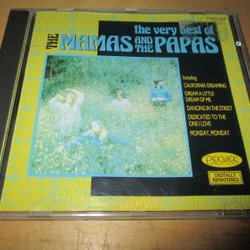 the very best of
THE MAMAS AND THE PAPAS
Including
CALIFORNIA DREAMING
DREAM A LITTLE
DREAM OF ME
DANCING IN THE STREET
DEDICATED TO THE
ONE I LOVE
MONDAY, MONDAY
PICKWICK
DIGITALLY
REMASTERED